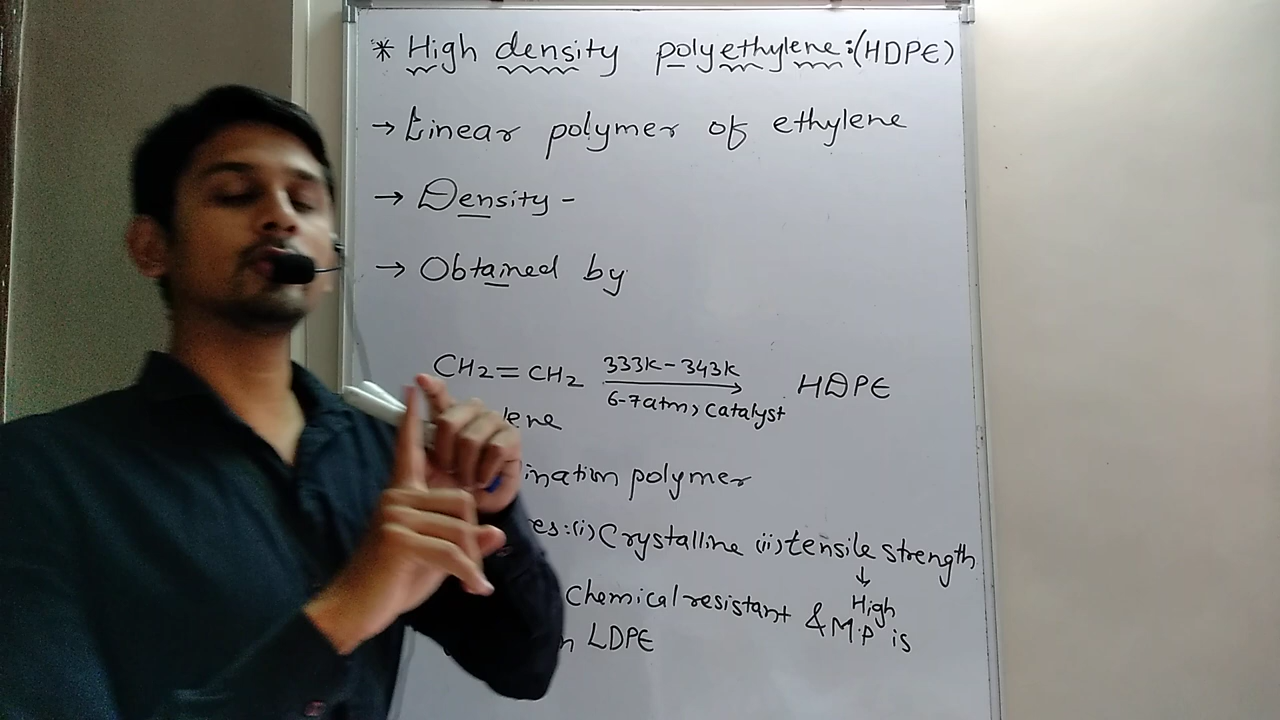 * High density polyethylene:(HDPE)
→ Linear polymer of ethylene
→ Density -
→ Obtained by
CH2=CH2 333K-343K HDPE
6-7atm, catalyst
lene
ination polymer
es:(i) Crystalline (ii) tensile strength
↓
High
Chemical resistant & M.P is
n LDPE